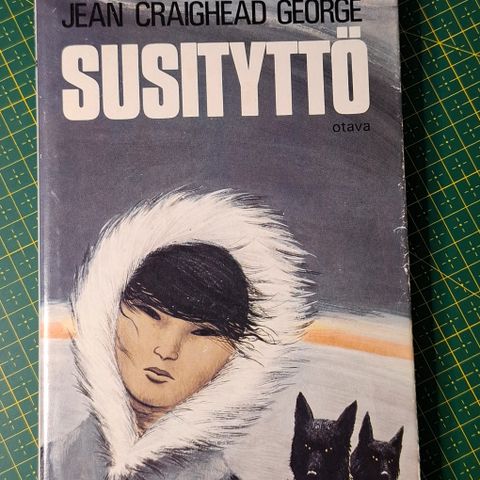 JEAN CRAIGHEAD GEORGE
SUSITYTTÖ
otava